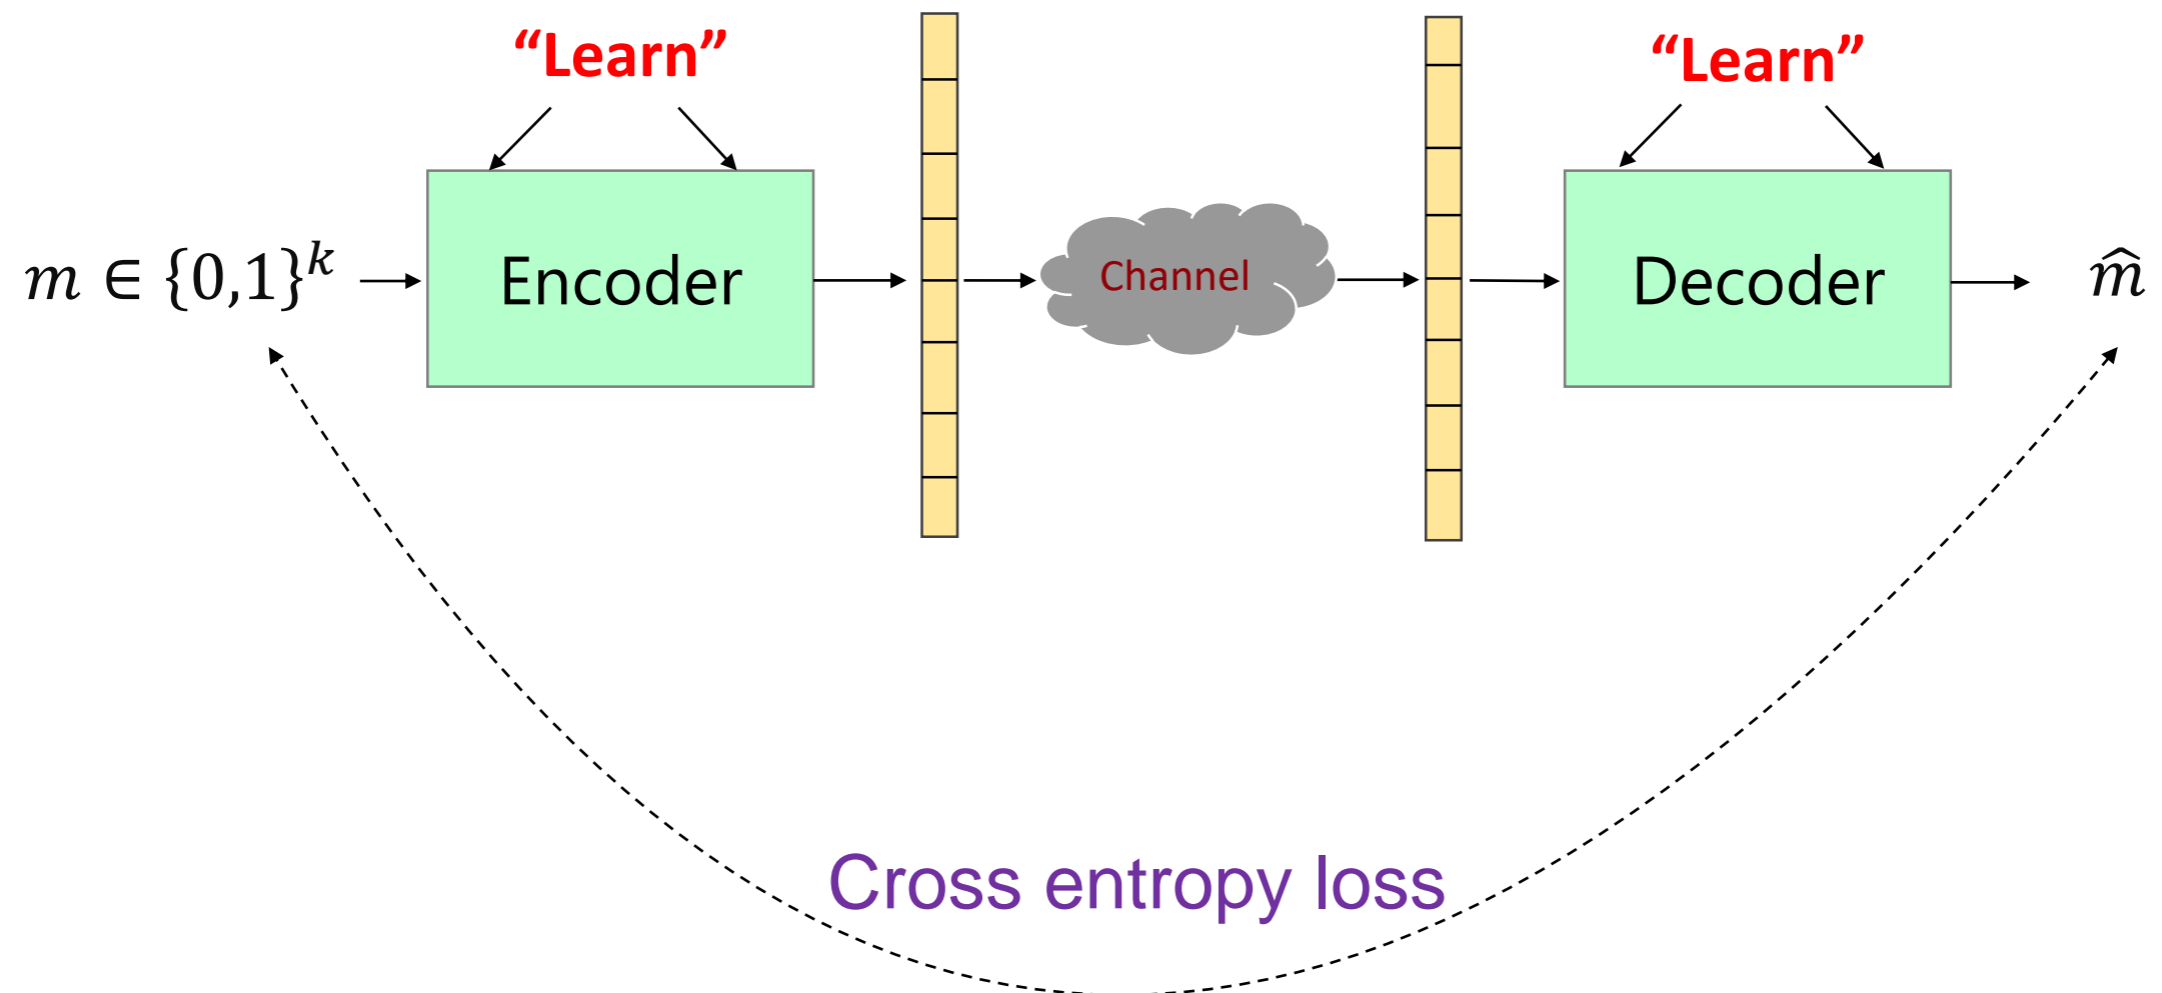 “Learn”
“Learn”
m ∈ {0,1}^k
Encoder
Channel
Decoder
m̂
Cross entropy loss